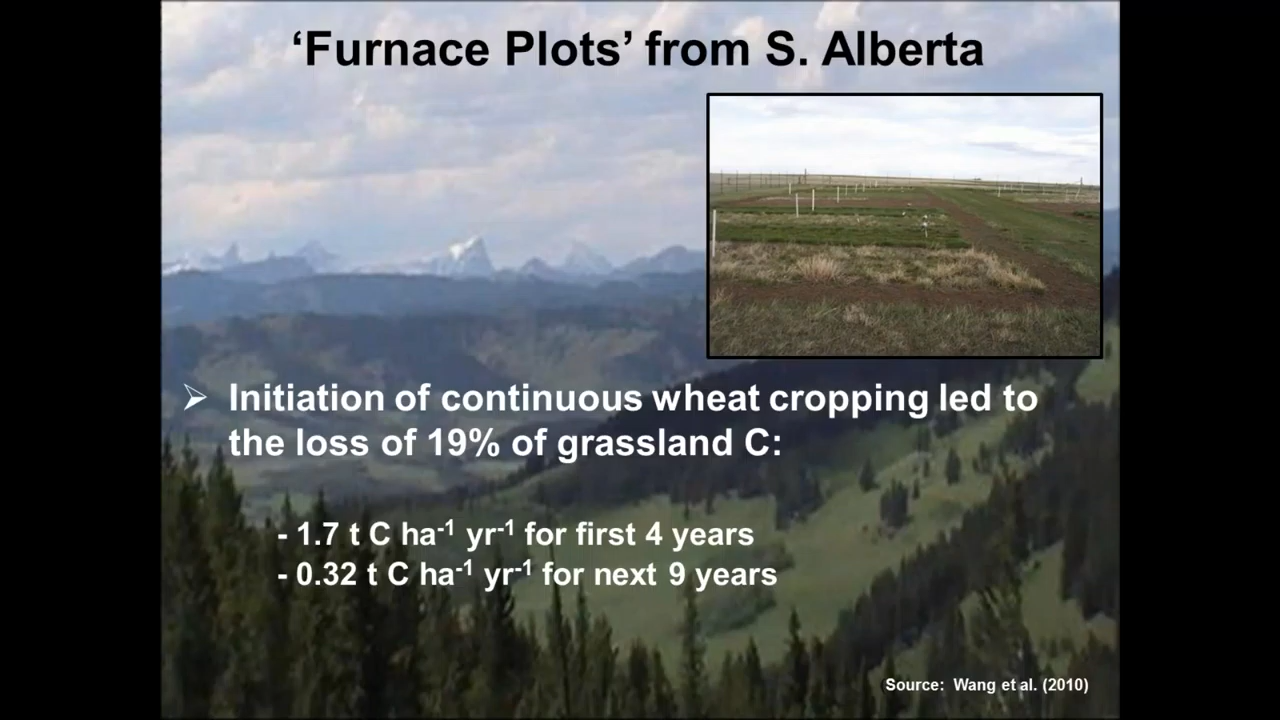 ‘Furnace Plots’ from S. Alberta
➢ Initiation of continuous wheat cropping led to
the loss of 19% of grassland C:
- 1.7 t C ha⁻¹ yr⁻¹ for first 4 years
- 0.32 t C ha⁻¹ yr⁻¹ for next 9 years
Source: Wang et al. (2010)